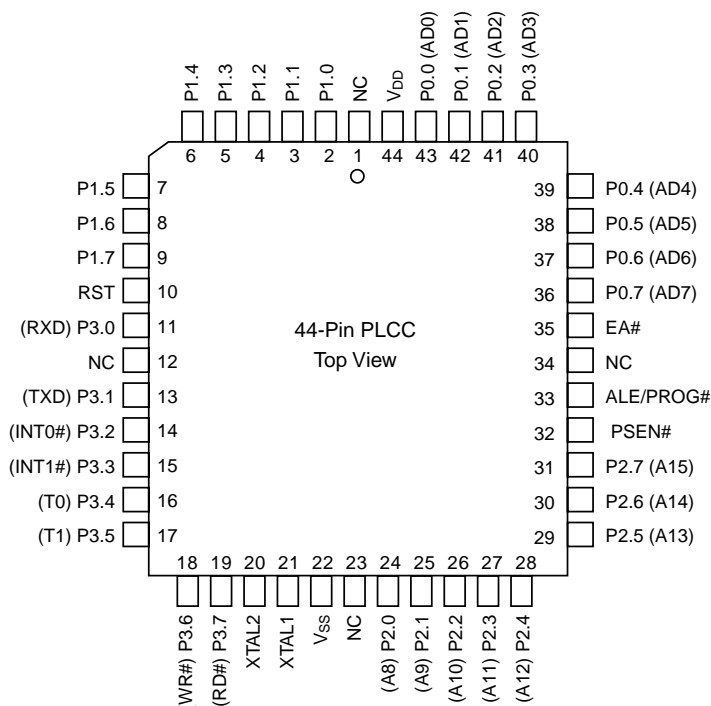 P1.4
P1.3
P1.2
P1.1
P1.0
NC
VDD
P0.0 (AD0)
P0.1 (AD1)
P0.2 (AD2)
P0.3 (AD3)
6
5
4
3
2
1
44
43
42
41
40
P1.5 7
P1.6 8
P1.7 9
RST 10
(RXD) P3.0 11
NC 12
(TXD) P3.1 13
(INT0#) P3.2 14
(INT1#) P3.3 15
(T0) P3.4 16
(T1) P3.5 17
44-Pin PLCC
Top View
39 P0.4 (AD4)
38 P0.5 (AD5)
37 P0.6 (AD6)
36 P0.7 (AD7)
35 EA#
34 NC
33 ALE/PROG#
32 PSEN#
31 P2.7 (A15)
30 P2.6 (A14)
29 P2.5 (A13)
18
19
20
21
22
23
24
25
26
27
28
WR#) P3.6
(RD#) P3.7
XTAL2
XTAL1
VSS
NC
(A8) P2.0
(A9) P2.1
(A10) P2.2
(A11) P2.3
(A12) P2.4